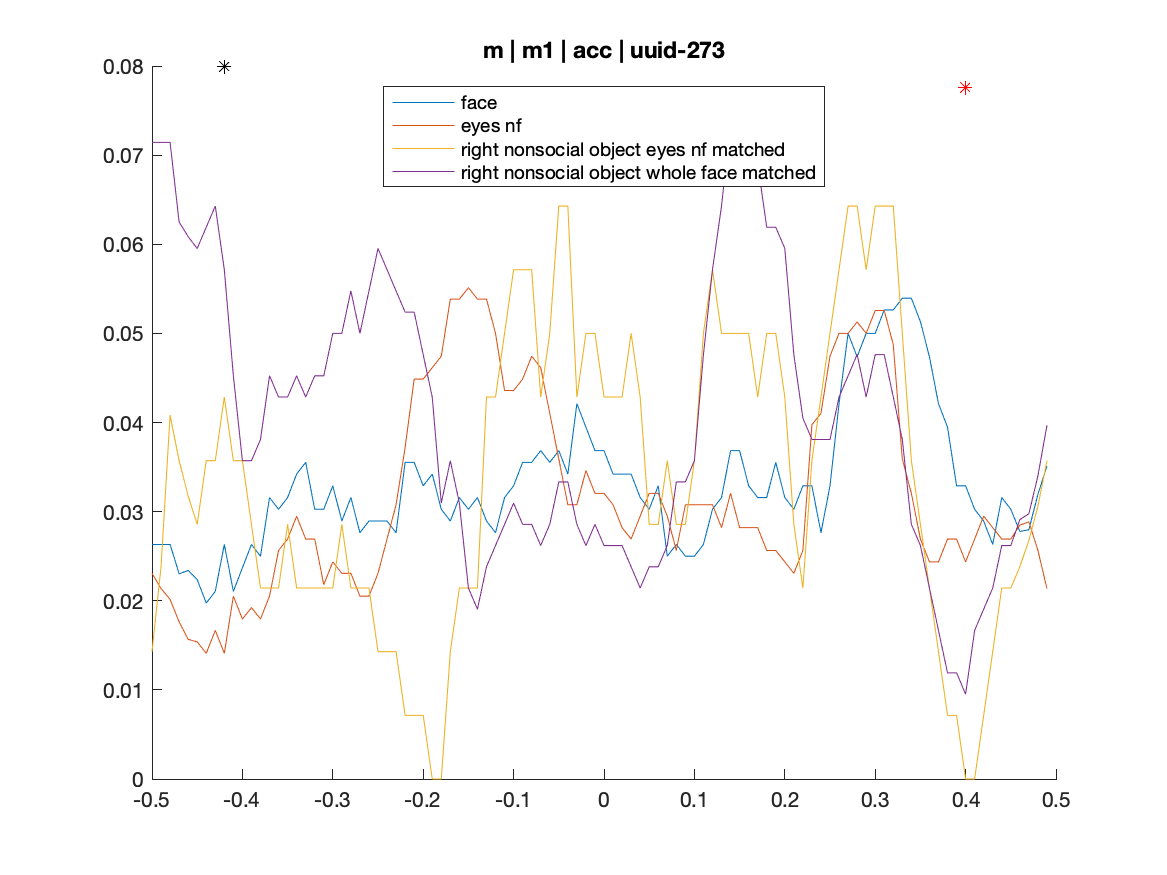 m | m1 | acc | uuid-273
0.08
face
eyes nf
right nonsocial object eyes nf matched
right nonsocial object whole face matched
0.07
0.06
0.05
0.04
0.03
0.02
0.01
0
-0.5 -0.4 -0.3 -0.2 -0.1 0 0.1 0.2 0.3 0.4 0.5